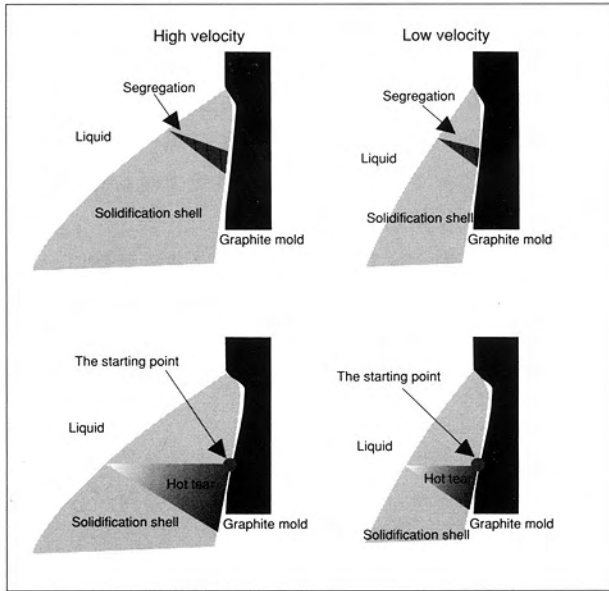 High velocity
Low velocity
Segregation
Segregation
Liquid
Liquid
Solidification shell
Solidification shell
Graphite mold
Graphite mold
The starting point
The starting point
Liquid
Liquid
Hot tear
Hot tear
Solidification shell
Graphite mold
Graphite mold
Solidification shell